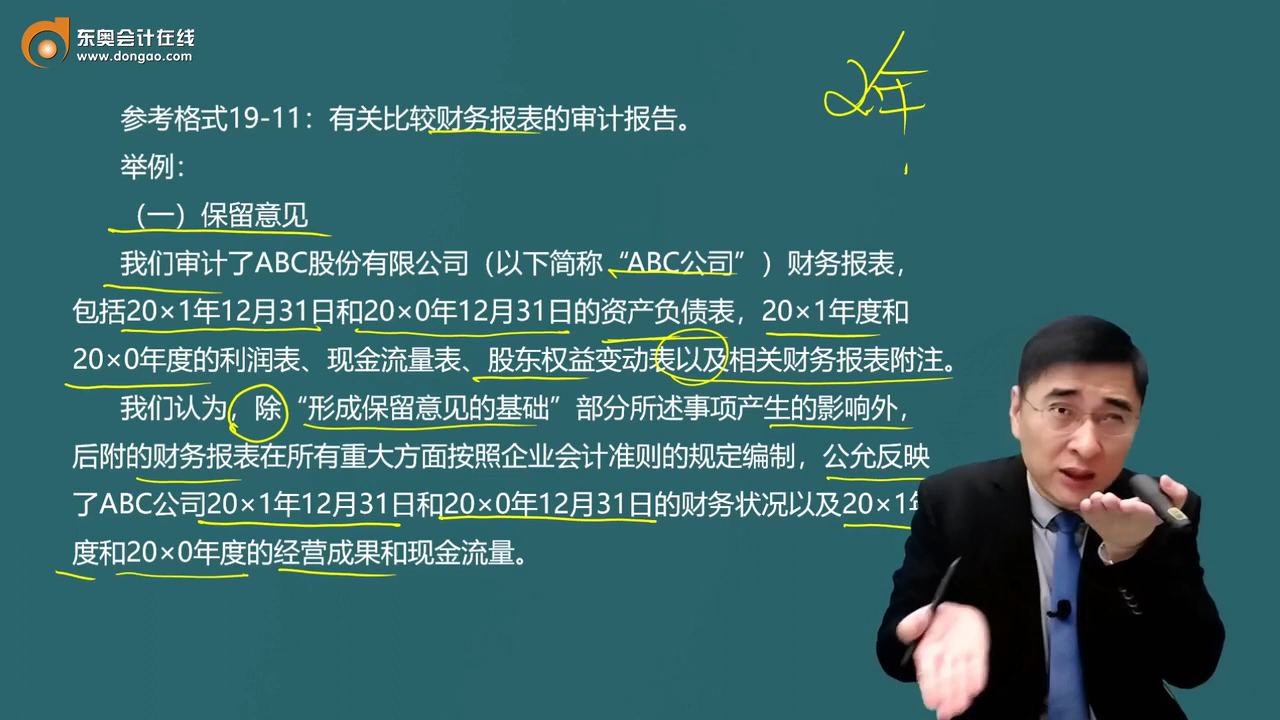 东奥会计在线
www.dongao.com
2年
参考格式19-11：有关比较财务报表的审计报告。
举例：
（一）保留意见
我们审计了ABC股份有限公司（以下简称“ABC公司”）财务报表，
包括20×1年12月31日和20×0年12月31日的资产负债表，20×1年度和
20×0年度的利润表、现金流量表、股东权益变动表以及相关财务报表附注。
我们认为，除“形成保留意见的基础”部分所述事项产生的影响外，
后附的财务报表在所有重大方面按照企业会计准则的规定编制，公允反映
了ABC公司20×1年12月31日和20×0年12月31日的财务状况以及20×1年
度和20×0年度的经营成果和现金流量。